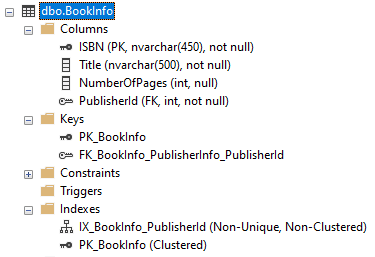 dbo.BookInfo
Columns
ISBN (PK, nvarchar(450), not null)
Title (nvarchar(500), not null)
NumberOfPages (int, null)
PublisherId (FK, int, not null)
Keys
PK_BookInfo
FK_BookInfo_PublisherInfo_PublisherId
Constraints
Triggers
Indexes
IX_BookInfo_PublisherId (Non-Unique, Non-Clustered)
PK_BookInfo (Clustered)